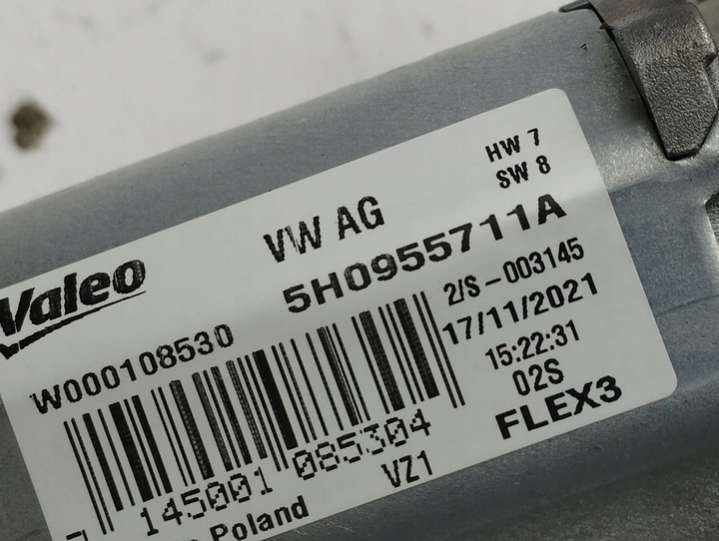 HW 7
SW 8
VW AG
5H0955711A
Valeo
2/S-003145
W000108530
17/11/2021
15:22:31
02S
FLEX3
145001 085304
VZ1
Poland